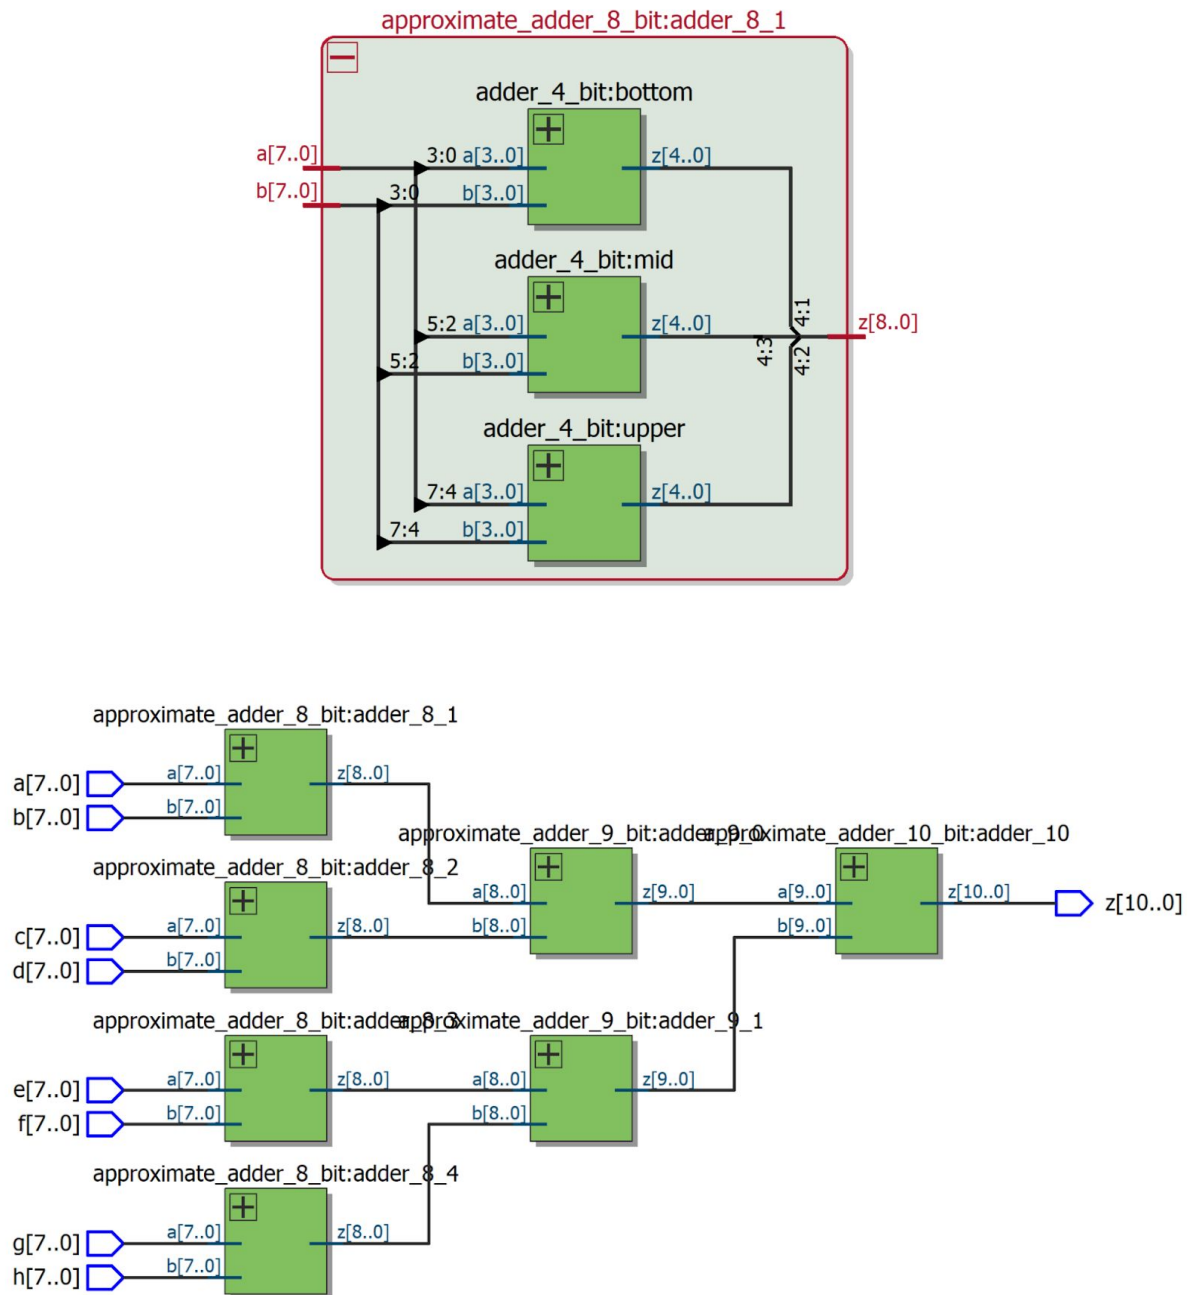 approximate_adder_8_bit:adder_8_1
adder_4_bit:bottom
a[7..0] 3:0 a[3..0] z[4..0]
b[7..0] 3:0 b[3..0]
adder_4_bit:mid
4:1
5:2 a[3..0] z[4..0] z[8..0]
4:3
4:2
5:2 b[3..0]
adder_4_bit:upper
7:4 a[3..0] z[4..0]
7:4 b[3..0]
approximate_adder_8_bit:adder_8_1
a[7..0] a[7..0] z[8..0]
b[7..0] b[7..0]
approximate_adder_9_bit:adder_9_0
approximate_adder_10_bit:adder_10
approximate_adder_8_bit:adder_8_2
a[8..0] z[9..0] a[9..0] z[10..0] z[10..0]
c[7..0] a[7..0] z[8..0] b[8..0] b[9..0]
d[7..0] b[7..0]
approximate_adder_8_bit:adder_8_3
approximate_adder_9_bit:adder_9_1
e[7..0] a[7..0] z[8..0] a[8..0] z[9..0]
f[7..0] b[7..0] b[8..0]
approximate_adder_8_bit:adder_8_4
g[7..0] a[7..0] z[8..0]
h[7..0] b[7..0]